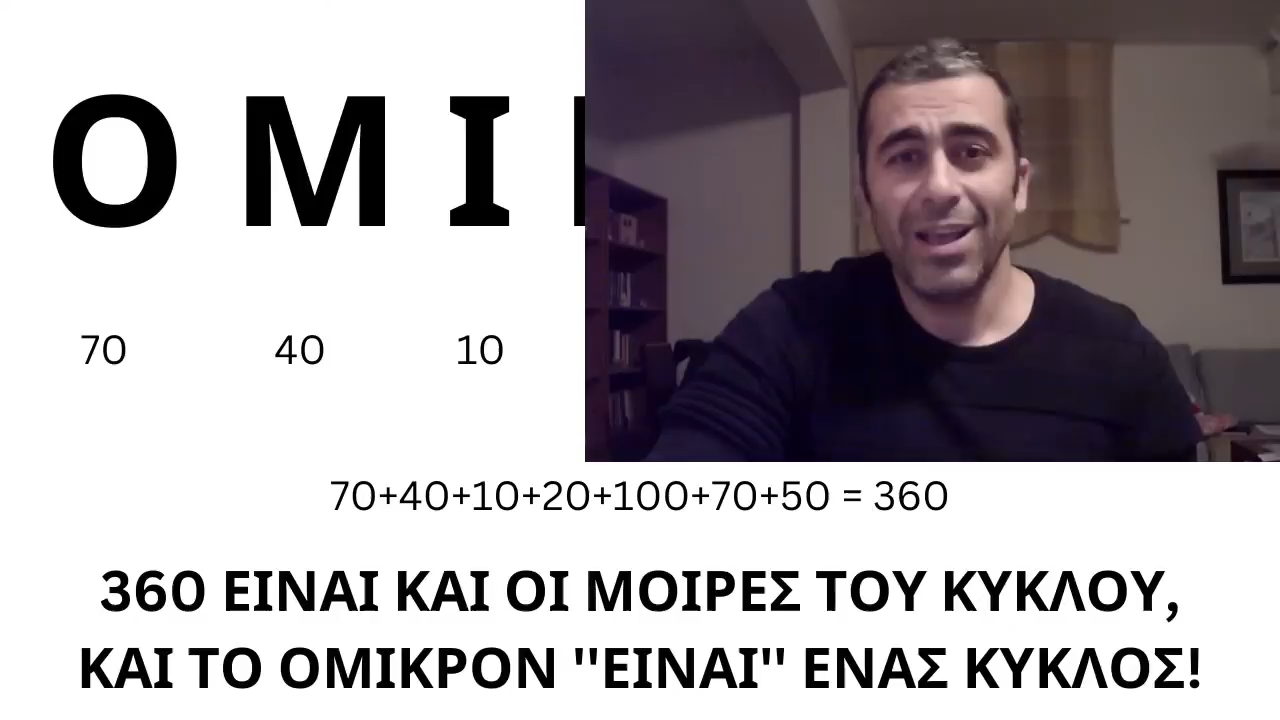 Ο Μ Ι
70 40 10
70+40+10+20+100+70+50 = 360
360 ΕΙΝΑΙ ΚΑΙ ΟΙ ΜΟΙΡΕΣ ΤΟΥ ΚΥΚΛΟΥ,
ΚΑΙ ΤΟ ΟΜΙΚΡΟΝ "ΕΙΝΑΙ" ΕΝΑΣ ΚΥΚΛΟΣ!